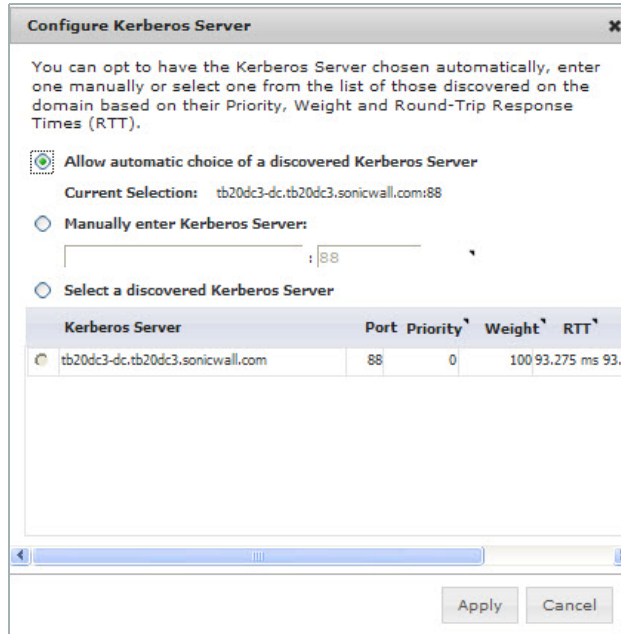 Configure Kerberos Server
You can opt to have the Kerberos Server chosen automatically, enter
one manually or select one from the list of those discovered on the
domain based on their Priority, Weight and Round-Trip Response
Times (RTT).
Allow automatic choice of a discovered Kerberos Server
Current Selection: tb20dc3-dc.tb20dc3.sonicwall.com:88
Manually enter Kerberos Server:
: 88
Select a discovered Kerberos Server
Kerberos Server Port Priority Weight RTT
tb20dc3-dc.tb20dc3.sonicwall.com 88 0 100 93.275 ms 93.
Apply Cancel